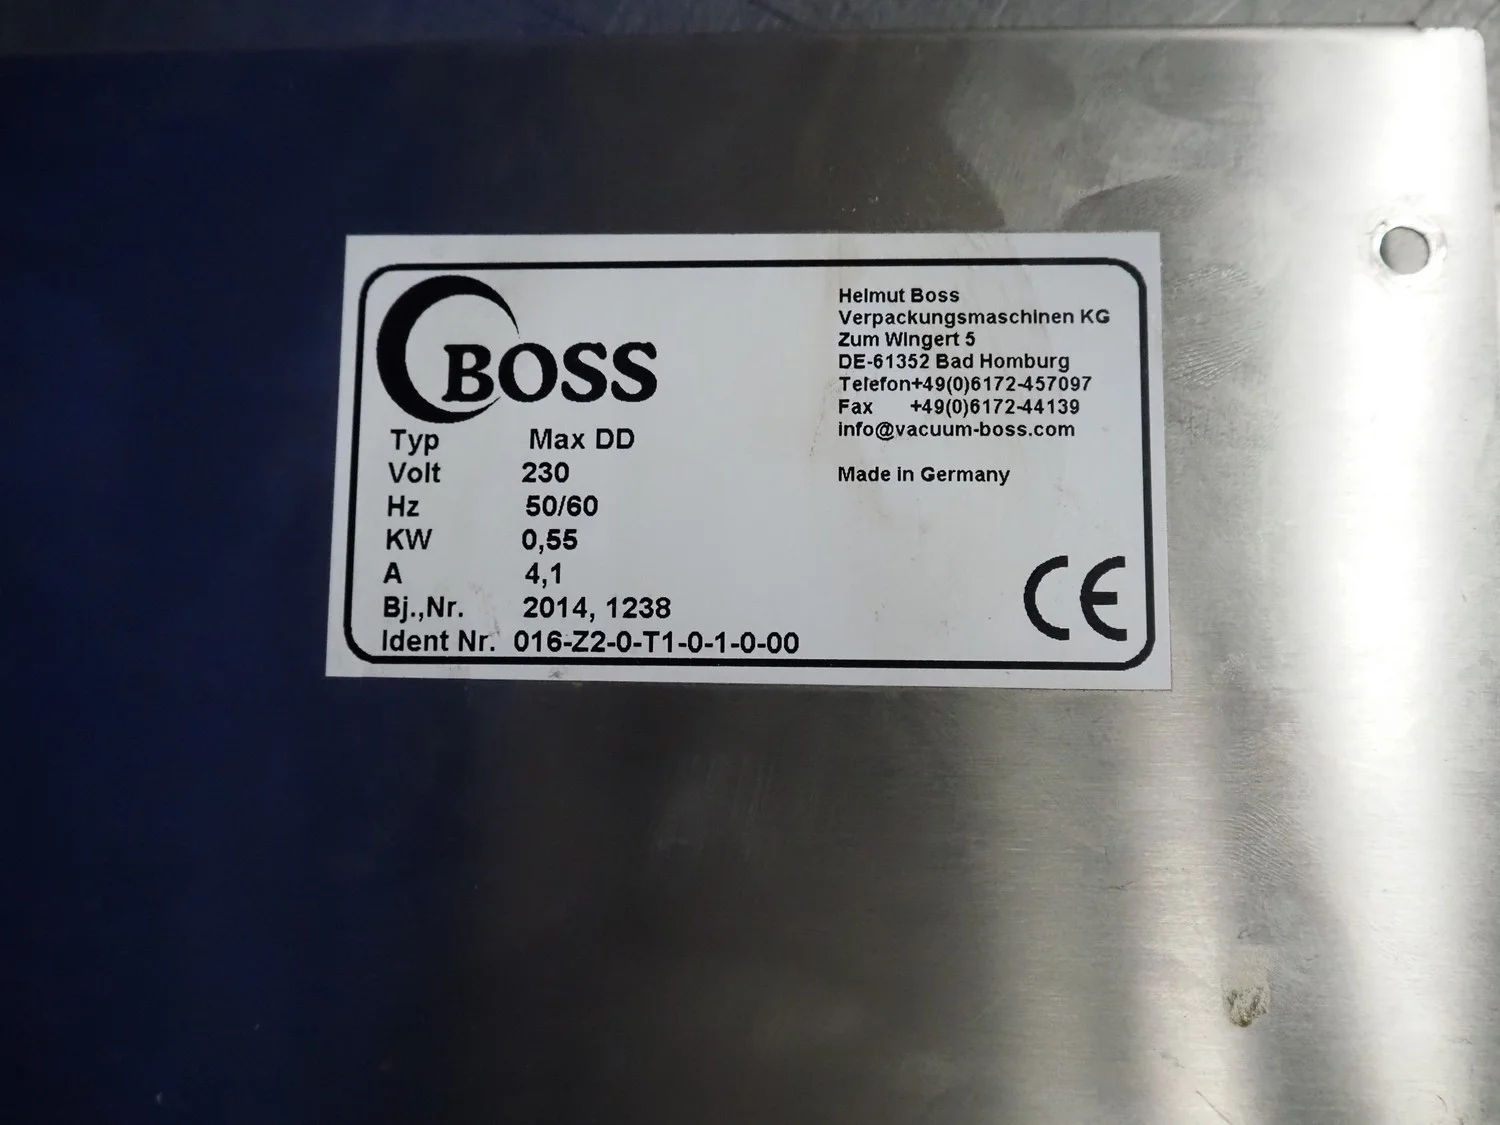 BOSS
Typ Max DD
Volt 230
Hz 50/60
KW 0,55
A 4,1
Bj.,Nr. 2014, 1238
Ident Nr. 016-Z2-0-T1-0-1-0-00
Helmut Boss
Verpackungsmaschinen KG
Zum Wingert 5
DE-61352 Bad Homburg
Telefon+49(0)6172-457097
Fax +49(0)6172-44139
info@vacuum-boss.com
Made in Germany
CE